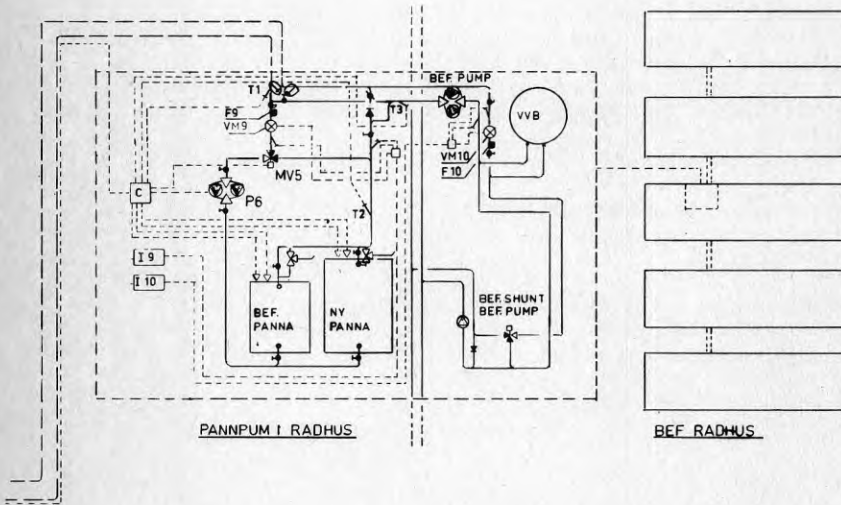 BEF. PUMP
T1
T3
F9
VM9
VVB
VM10
F10
MV5
C
P6
T2
I 9
I 10
BEF.
PANNA
NY
PANNA
BEF. SHUNT
BEF. PUMP
PANNPUM I RADHUS
BEF. RADHUS